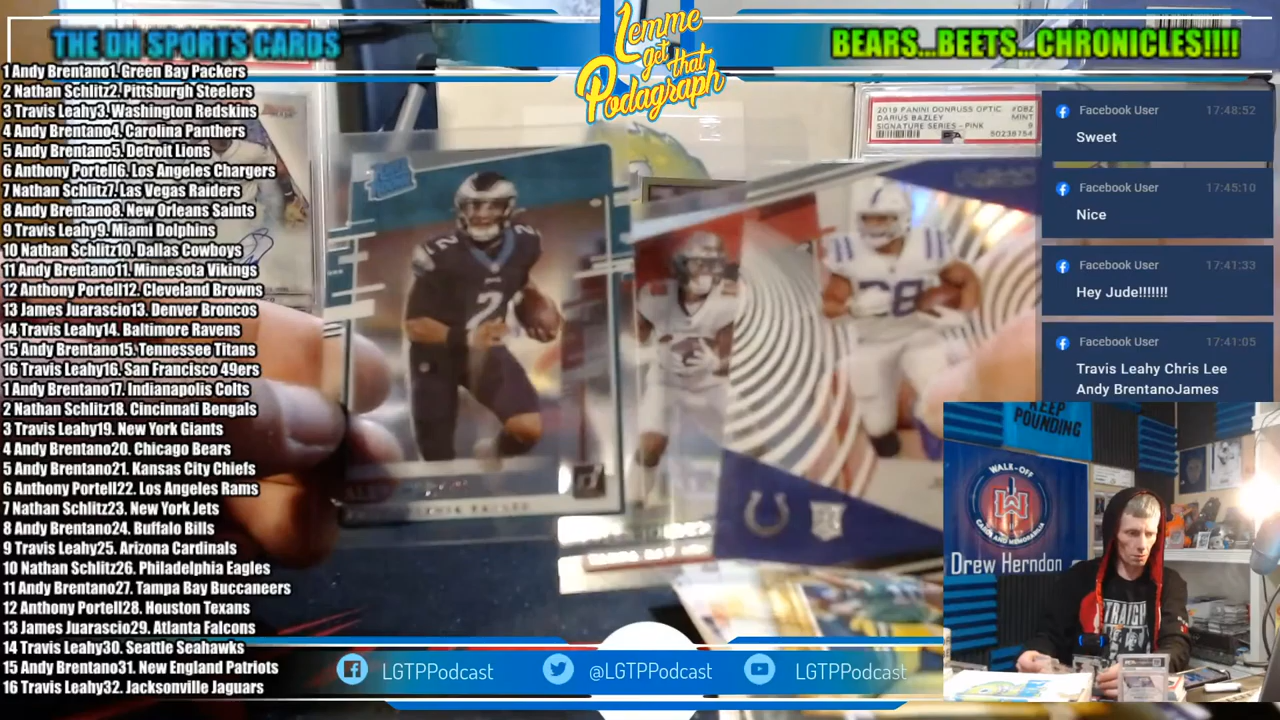 THE OH SPORTS CARDS
Lemme
get
that
Podagraph
BEARS...BEETS...CHRONICLES!!!!
1 Andy Brentano1. Green Bay Packers
2 Nathan Schlitz2. Pittsburgh Steelers
3 Travis Leahy3. Washington Redskins
4 Andy Brentano4. Carolina Panthers
5 Andy Brentano5. Detroit Lions
6 Anthony Portell6. Los Angeles Chargers
7 Nathan Schlitz7. Las Vegas Raiders
8 Andy Brentano8. New Orleans Saints
9 Travis Leahy9. Miami Dolphins
10 Nathan Schlitz10. Dallas Cowboys
11 Andy Brentano11. Minnesota Vikings
12 Anthony Portell12. Cleveland Browns
13 James Juarascio13. Denver Broncos
14 Travis Leahy14. Baltimore Ravens
15 Andy Brentano15. Tennessee Titans
16 Travis Leahy16. San Francisco 49ers
1 Andy Brentano17. Indianapolis Colts
2 Nathan Schlitz18. Cincinnati Bengals
3 Travis Leahy19. New York Giants
4 Andy Brentano20. Chicago Bears
5 Andy Brentano21. Kansas City Chiefs
6 Anthony Portell22. Los Angeles Rams
7 Nathan Schlitz23. New York Jets
8 Andy Brentano24. Buffalo Bills
9 Travis Leahy25. Arizona Cardinals
10 Nathan Schlitz26. Philadelphia Eagles
11 Andy Brentano27. Tampa Bay Buccaneers
12 Anthony Portell28. Houston Texans
13 James Juarascio29. Atlanta Falcons
14 Travis Leahy30. Seattle Seahawks
15 Andy Brentano31. New England Patriots
16 Travis Leahy32. Jacksonville Jaguars
2019 PANINI DONRUSS OPTIC #DBZ
DARIUS BAZLEY MINT
SIGNATURE SERIES - PINK 9
PSA 50238754
2
28
TAMPA BAY
Facebook User 17:48:52
Sweet
Facebook User 17:45:10
Nice
Facebook User 17:41:33
Hey Jude!!!!!!!
Facebook User 17:41:05
Travis Leahy Chris Lee
Andy BrentanoJames
KEEP
POUNDING
WALK-OFF
CARDS AND MEMORABILIA
Drew Herndon
STRAIGHT
LGTPPodcast
@LGTPPodcast
LGTPPodcast